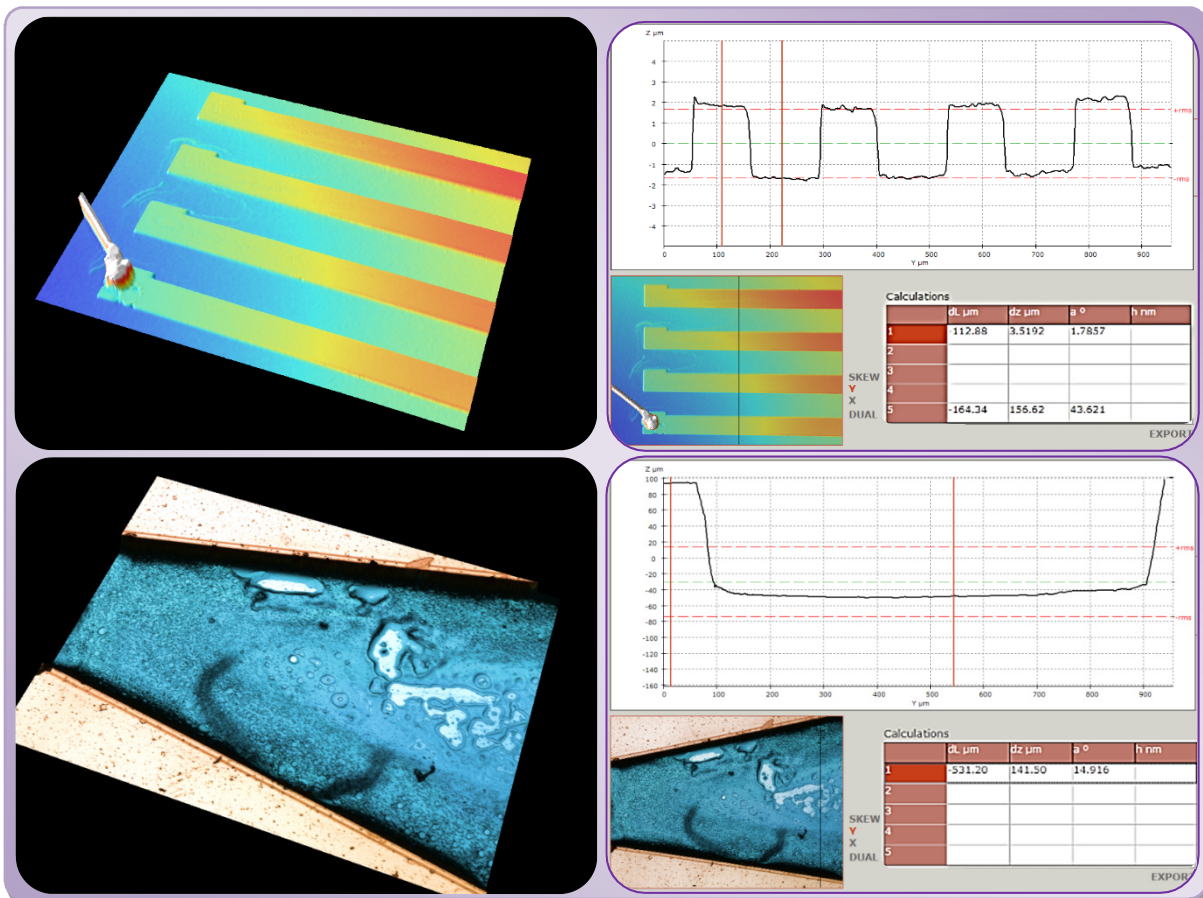 Z µm
4
3
2
1
0
-1
-2
-3
-4
+rms
-rms
0 100 200 300 400 500 600 700 800 900
Y µm
SKEW
Y
X
DUAL
Calculations
dL µm dz µm a º h nm
1 -112.88 3.5192 1.7857
2
3
4
5 -164.34 156.62 43.621
EXPORT
Z µm
100
80
60
40
20
0
-20
-40
-60
-80
-100
-120
-140
-160
+rms
-rms
0 100 200 300 400 500 600 700 800 900
Y µm
SKEW
Y
X
DUAL
Calculations
dL µm dz µm a º h nm
1 -531.20 141.50 14.916
2
3
4
5
EXPORT